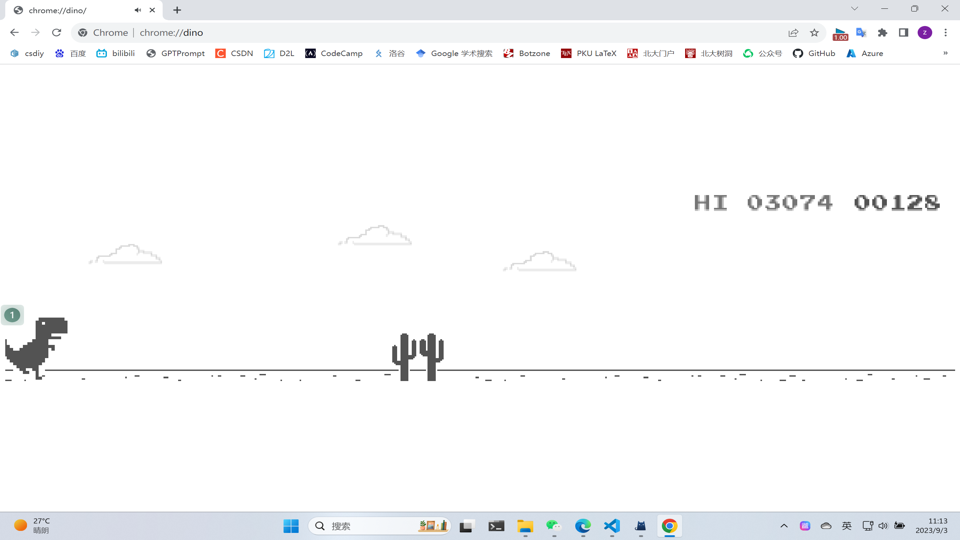 chrome://dino/
Chrome | chrome://dino
1.00
z
csdiy 百度 bilibili GPTPrompt CSDN D2L CodeCamp 洛谷 Google 学术搜索 Botzone PKU LaTeX 北大门户 北大树洞 公众号 GitHub Azure »
HI 03074 00128
1
27°C
晴朗
搜索
英
11:13
2023/9/3